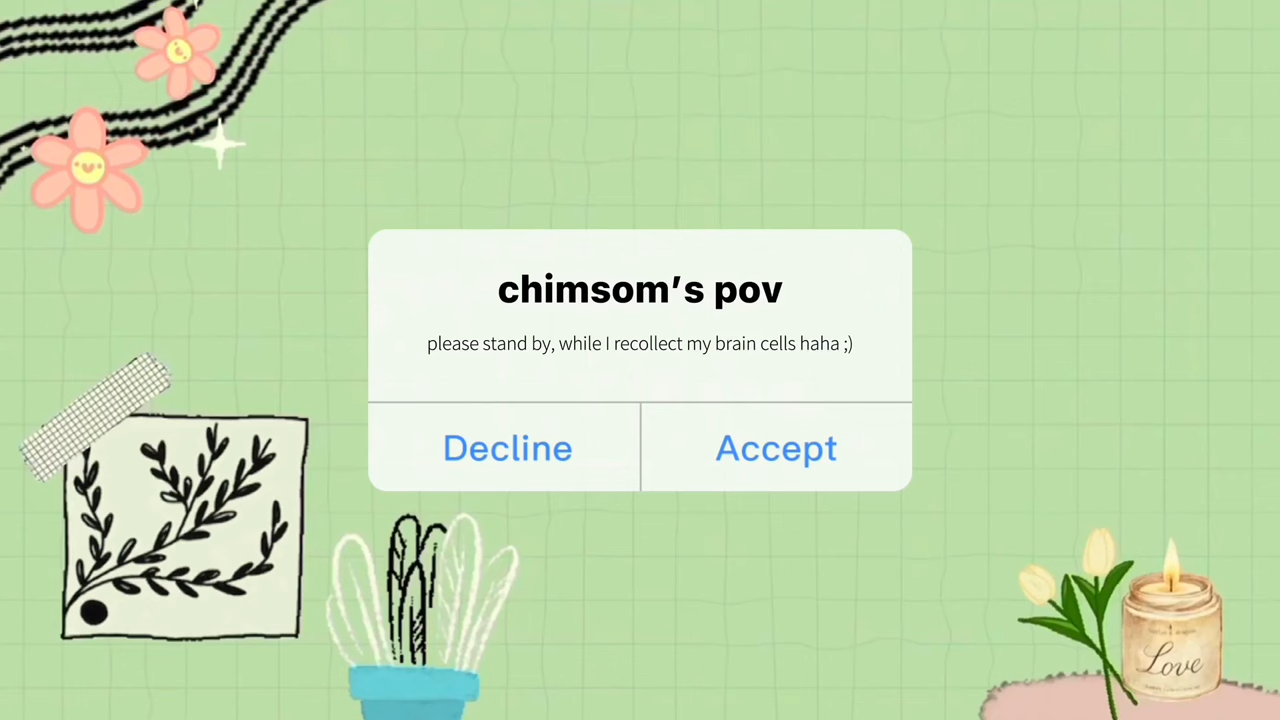 chimsom's pov
please stand by, while I recollect my brain cells haha ;)
Decline
Accept
Love